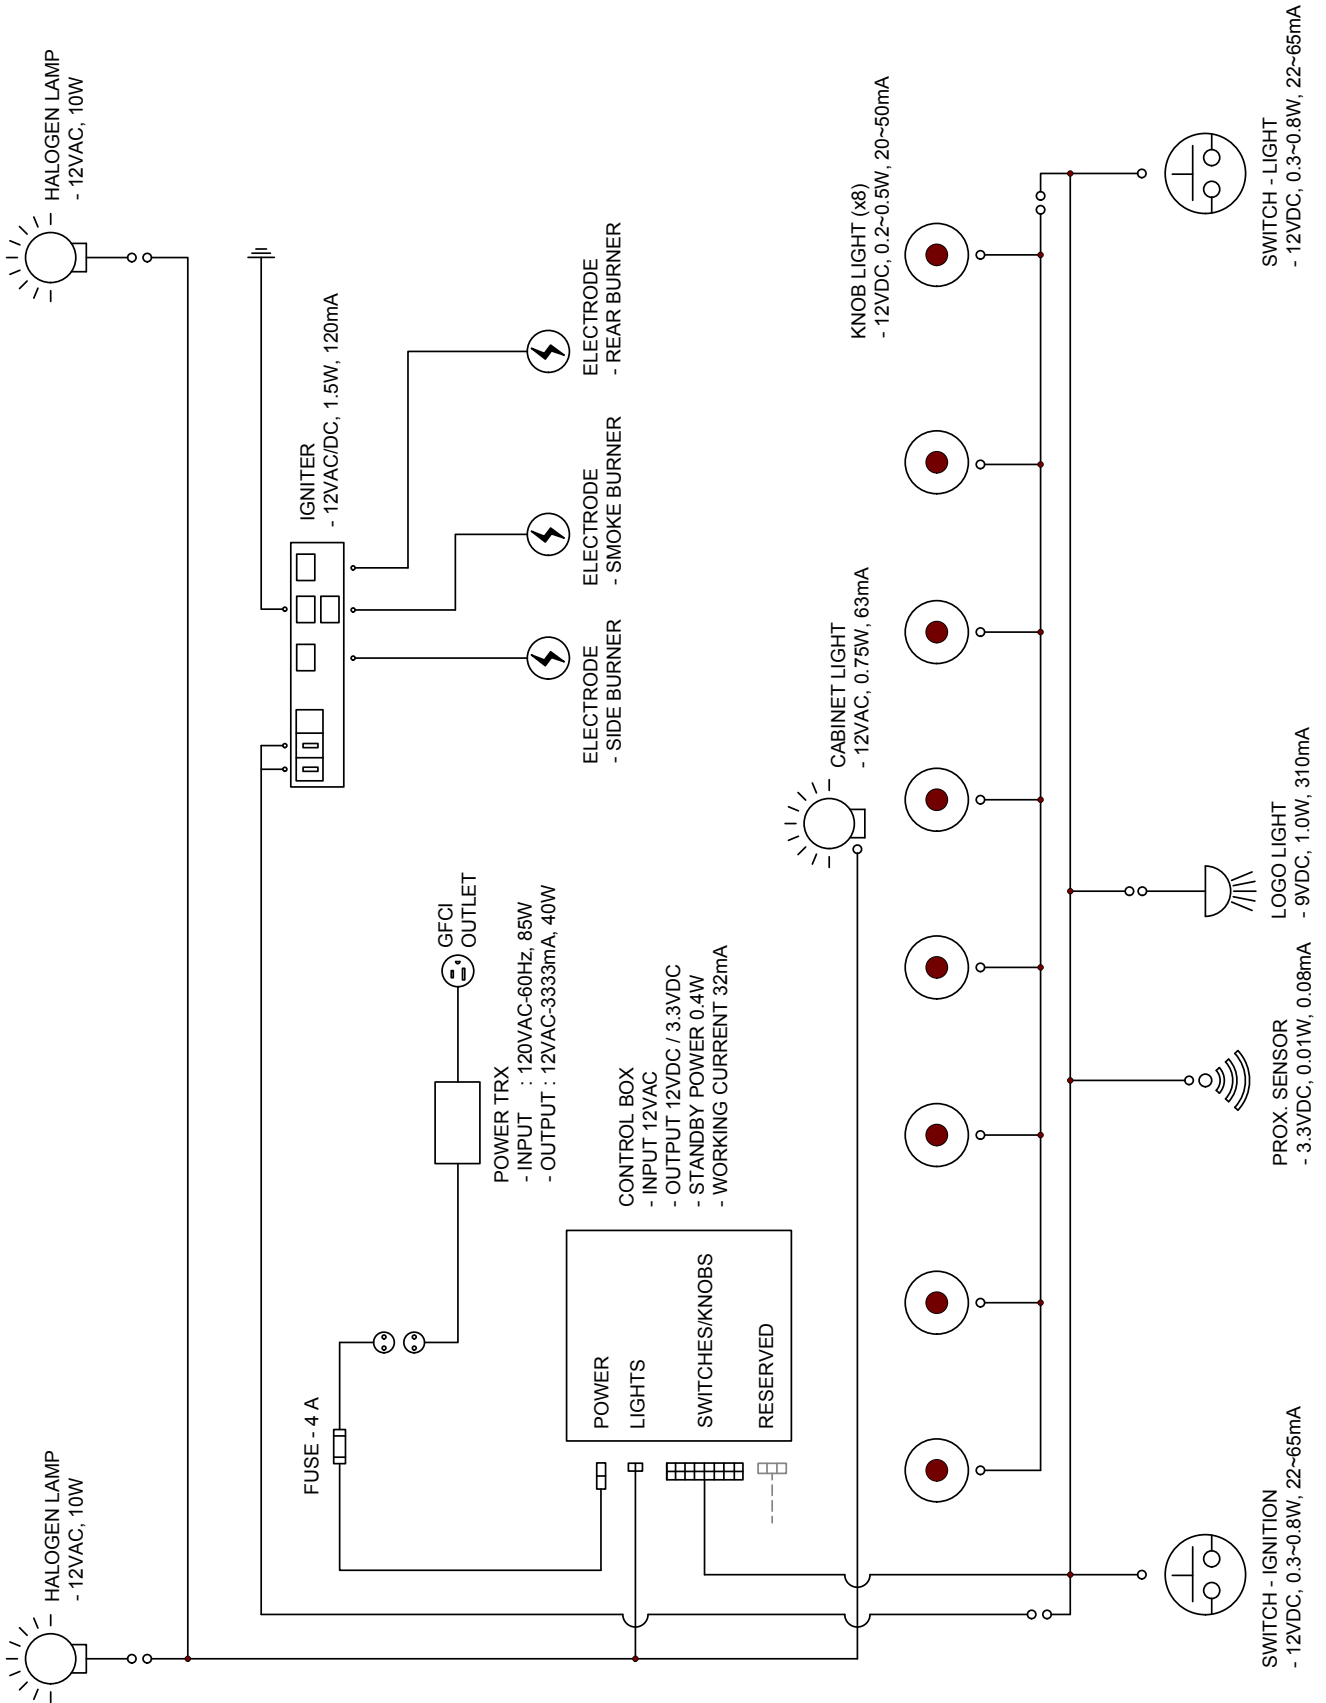 HALOGEN LAMP
- 12VAC, 10W
HALOGEN LAMP
- 12VAC, 10W
FUSE - 4 A
IGNITER
- 12VAC/DC, 1.5W, 120mA
GFCI
OUTLET
POWER TRX
- INPUT : 120VAC-60Hz, 85W
- OUTPUT : 12VAC-3333mA, 40W
ELECTRODE
- SIDE BURNER
ELECTRODE
- SMOKE BURNER
ELECTRODE
- REAR BURNER
CONTROL BOX
- INPUT 12VAC
- OUTPUT 12VDC / 3.3VDC
- STANDBY POWER 0.4W
- WORKING CURRENT 32mA
POWER
LIGHTS
SWITCHES/KNOBS
RESERVED
CABINET LIGHT
- 12VAC, 0.75W, 63mA
KNOB LIGHT (x8)
- 12VDC, 0.2~0.5W, 20~50mA
SWITCH - IGNITION
- 12VDC, 0.3~0.8W, 22~65mA
PROX. SENSOR
- 3.3VDC, 0.01W, 0.08mA
LOGO LIGHT
- 9VDC, 1.0W, 310mA
SWITCH - LIGHT
- 12VDC, 0.3~0.8W, 22~65mA